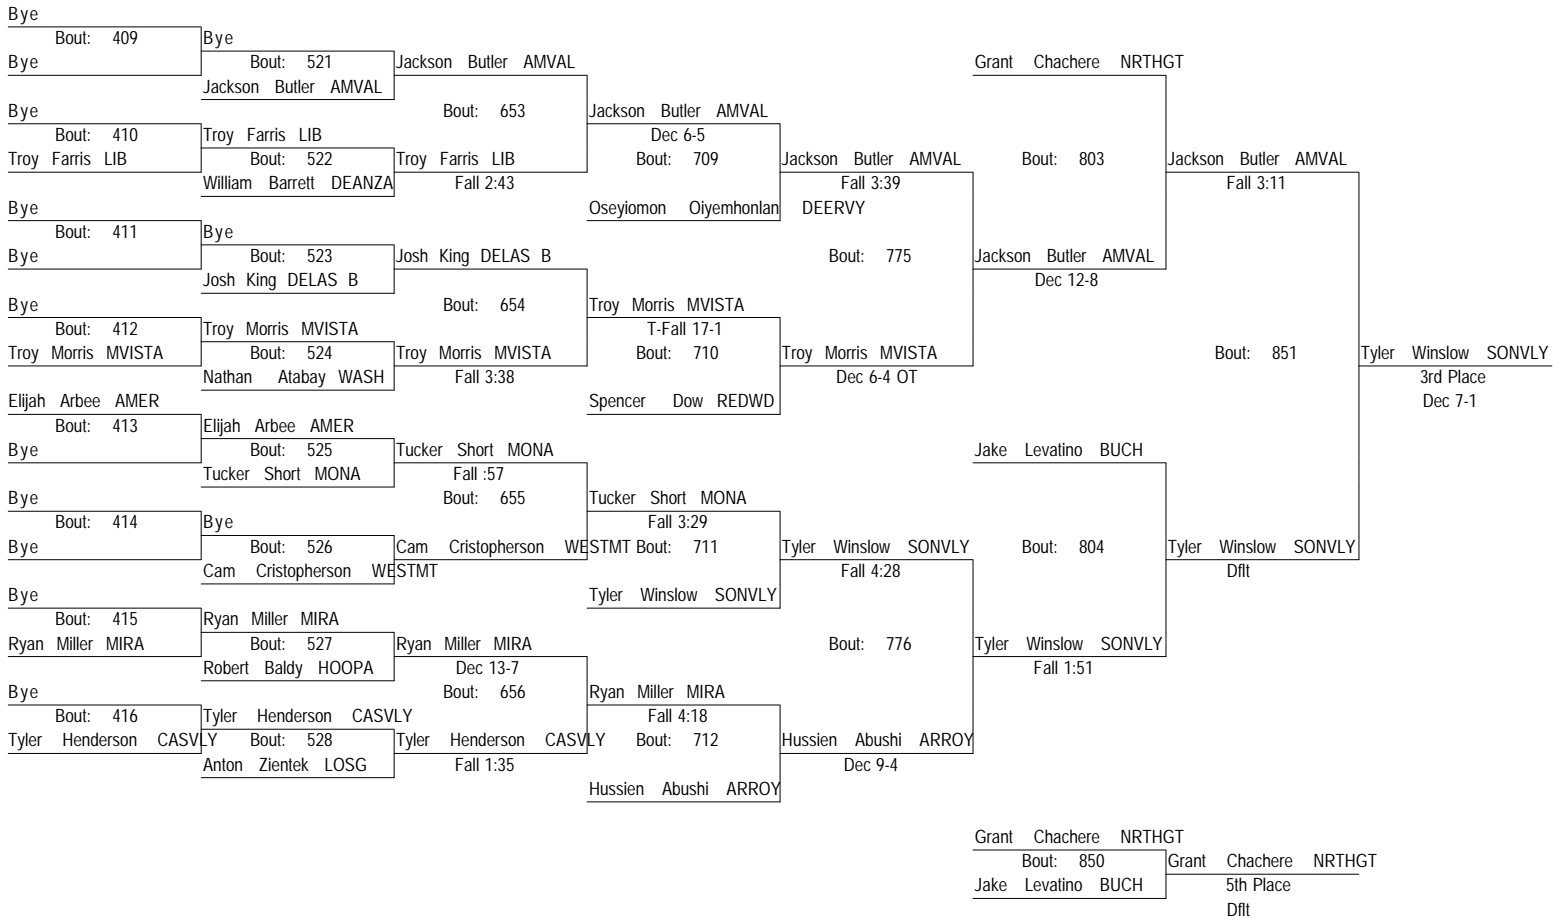 Bye
Bout: 409 Bye
Bye Bout: 521 Jackson Butler AMVAL Grant Chachere NRTHGT
Jackson Butler AMVAL
Bye Bout: 653 Jackson Butler AMVAL
Bout: 410 Troy Farris LIB Dec 6-5
Troy Farris LIB Bout: 522 Troy Farris LIB Bout: 709 Jackson Butler AMVAL Bout: 803 Jackson Butler AMVAL
William Barrett DEANZA Fall 2:43 Fall 3:39 Fall 3:11
Bye Oseyiomon Oiyemhonlan DEERVY
Bout: 411 Bye
Bye Bout: 523 Josh King DELAS B Bout: 775 Jackson Butler AMVAL
Josh King DELAS B Dec 12-8
Bye Bout: 654 Troy Morris MVISTA
Bout: 412 Troy Morris MVISTA T-Fall 17-1
Troy Morris MVISTA Bout: 524 Troy Morris MVISTA Bout: 710 Troy Morris MVISTA Bout: 851 Tyler Winslow SONVLY
Nathan Atabay WASH Fall 3:38 Dec 6-4 OT 3rd Place
Elijah Arbee AMER Spencer Dow REDWD Dec 7-1
Bout: 413 Elijah Arbee AMER
Bye Bout: 525 Tucker Short MONA Jake Levatino BUCH
Tucker Short MONA Fall :57
Bye Bout: 655 Tucker Short MONA
Bout: 414 Bye Fall 3:29
Bye Bout: 526 Cam Cristopherson WESTMT Bout: 711 Tyler Winslow SONVLY Bout: 804 Tyler Winslow SONVLY
Cam Cristopherson WESTMT Fall 4:28 Dflt
Bye Tyler Winslow SONVLY
Bout: 415 Ryan Miller MIRA
Ryan Miller MIRA Bout: 527 Ryan Miller MIRA Bout: 776 Tyler Winslow SONVLY
Robert Baldy HOOPA Dec 13-7 Fall 1:51
Bye Bout: 656 Ryan Miller MIRA
Bout: 416 Tyler Henderson CASVLY Fall 4:18
Tyler Henderson CASVLY Bout: 528 Tyler Henderson CASVLY Bout: 712 Hussien Abushi ARROY
Anton Zientek LOSG Fall 1:35 Dec 9-4
Hussien Abushi ARROY
Grant Chachere NRTHGT
Bout: 850 Grant Chachere NRTHGT
Jake Levatino BUCH 5th Place
Dflt